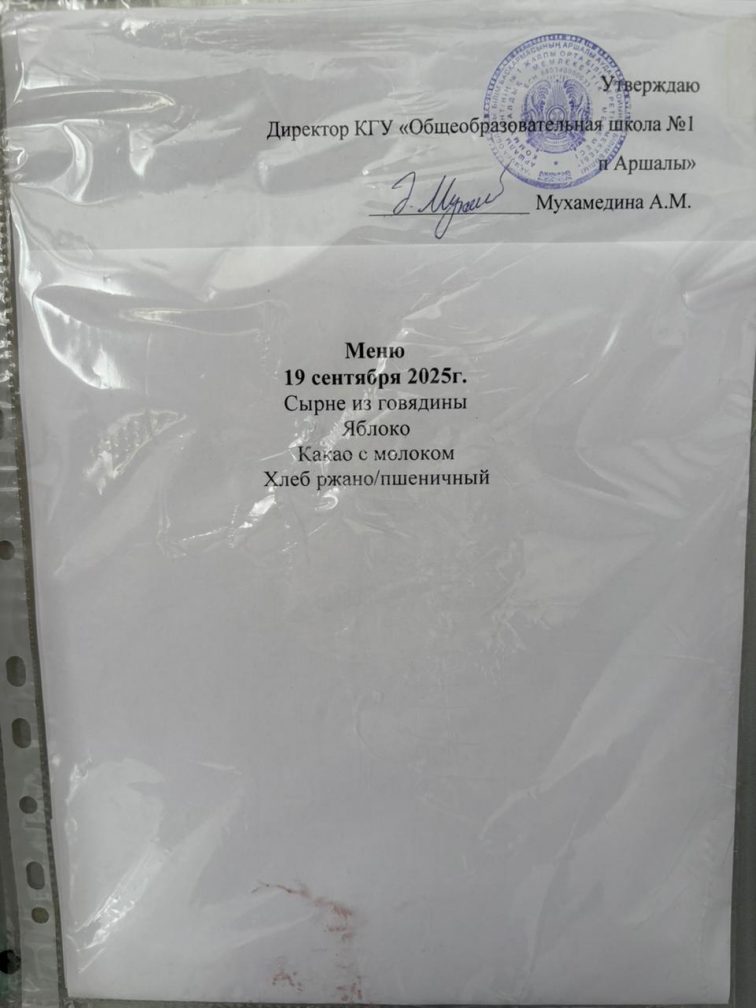 Утверждаю
Директор КГУ «Общеобразовательная школа №1
п Аршалы»
Мухамедина А.М.
Меню
19 сентября 2025г.
Сырне из говядины
Яблоко
Какао с молоком
Хлеб ржано/пшеничный